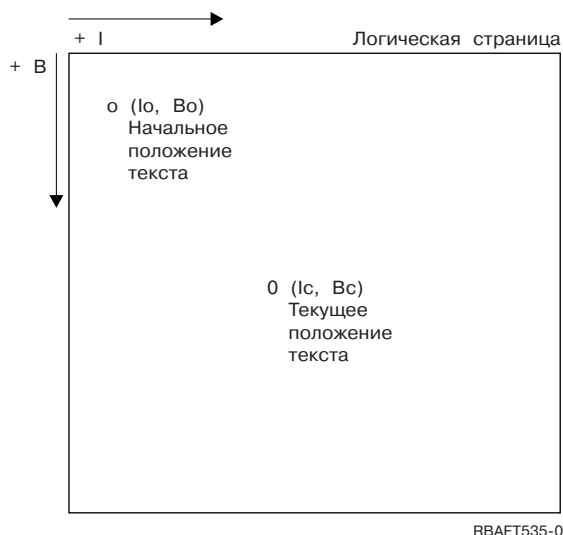 + I
Логическая страница
+ B
o (Io, Bo)
Начальное
положение
текста
0 (Ic, Bc)
Текущее
положение
текста
RBAFT535-0